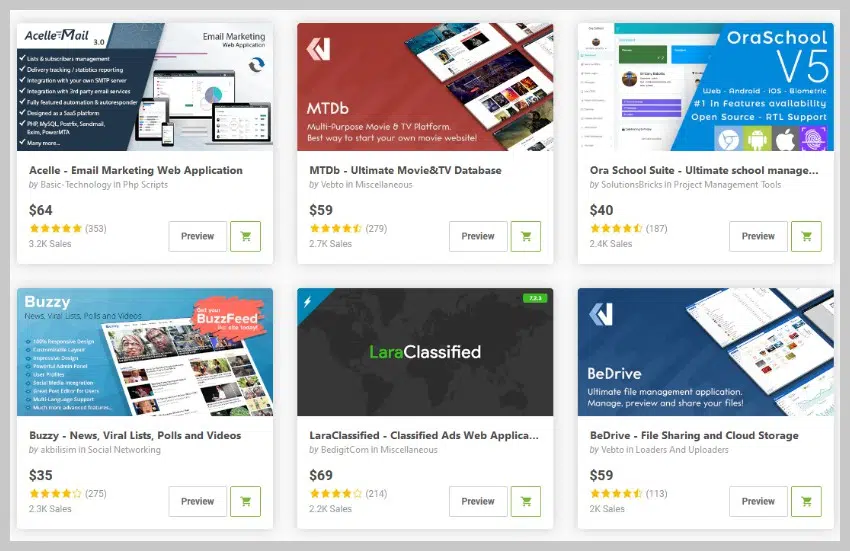 Acelle Mail 3.0
Email Marketing
Web Application
Lists & subscribers management
Delivery tracking / statistics reporting
Integration with your own SMTP server
Integration with 3rd party email services
Fully featured automation & autoresponder
Designed as a SaaS platform
PHP, MySQL, Postfix, Sendmail,
Exim, PowerMTA
Many more...
Acelle - Email Marketing Web Application
by Basic-Technology in Php Scripts
$64
(353)
3.2K Sales
Preview
MTDb
Multi-Purpose Movie & TV Platform.
Best way to start your own movie website!
MTDb - Ultimate Movie&TV Database
by Vebto in Miscellaneous
$59
(279)
2.7K Sales
Preview
OraSchool
V5
Web - Android - iOS - Biometric
#1 in Features availability
Open Source - RTL Support
Ora School Suite - Ultimate school manage...
by SolutionsBricks in Project Management Tools
$40
(187)
2.4K Sales
Preview
Buzzy
News, Viral Lists, Polls and Videos
Get you
BuzzFeed
like site today!
100% Responsive Design
Customizable Layout
Impressive Design
Powerful Admin Panel
User Profiles
Social Media Integration
Great Post Editor for Users
Multi-Language Support
Much more advanced features...
Buzzy - News, Viral Lists, Polls and Videos
by akbilisim in Social Networking
$35
(275)
2.3K Sales
Preview
7.2.3
LaraClassified
LaraClassified - Classified Ads Web Applica...
by BedigitCom in Miscellaneous
$69
(214)
2.2K Sales
Preview
BeDrive
Ultimate file management application.
Manage, preview and share your files!
BeDrive - File Sharing and Cloud Storage
by Vebto in Loaders And Uploaders
$59
(113)
2K Sales
Preview